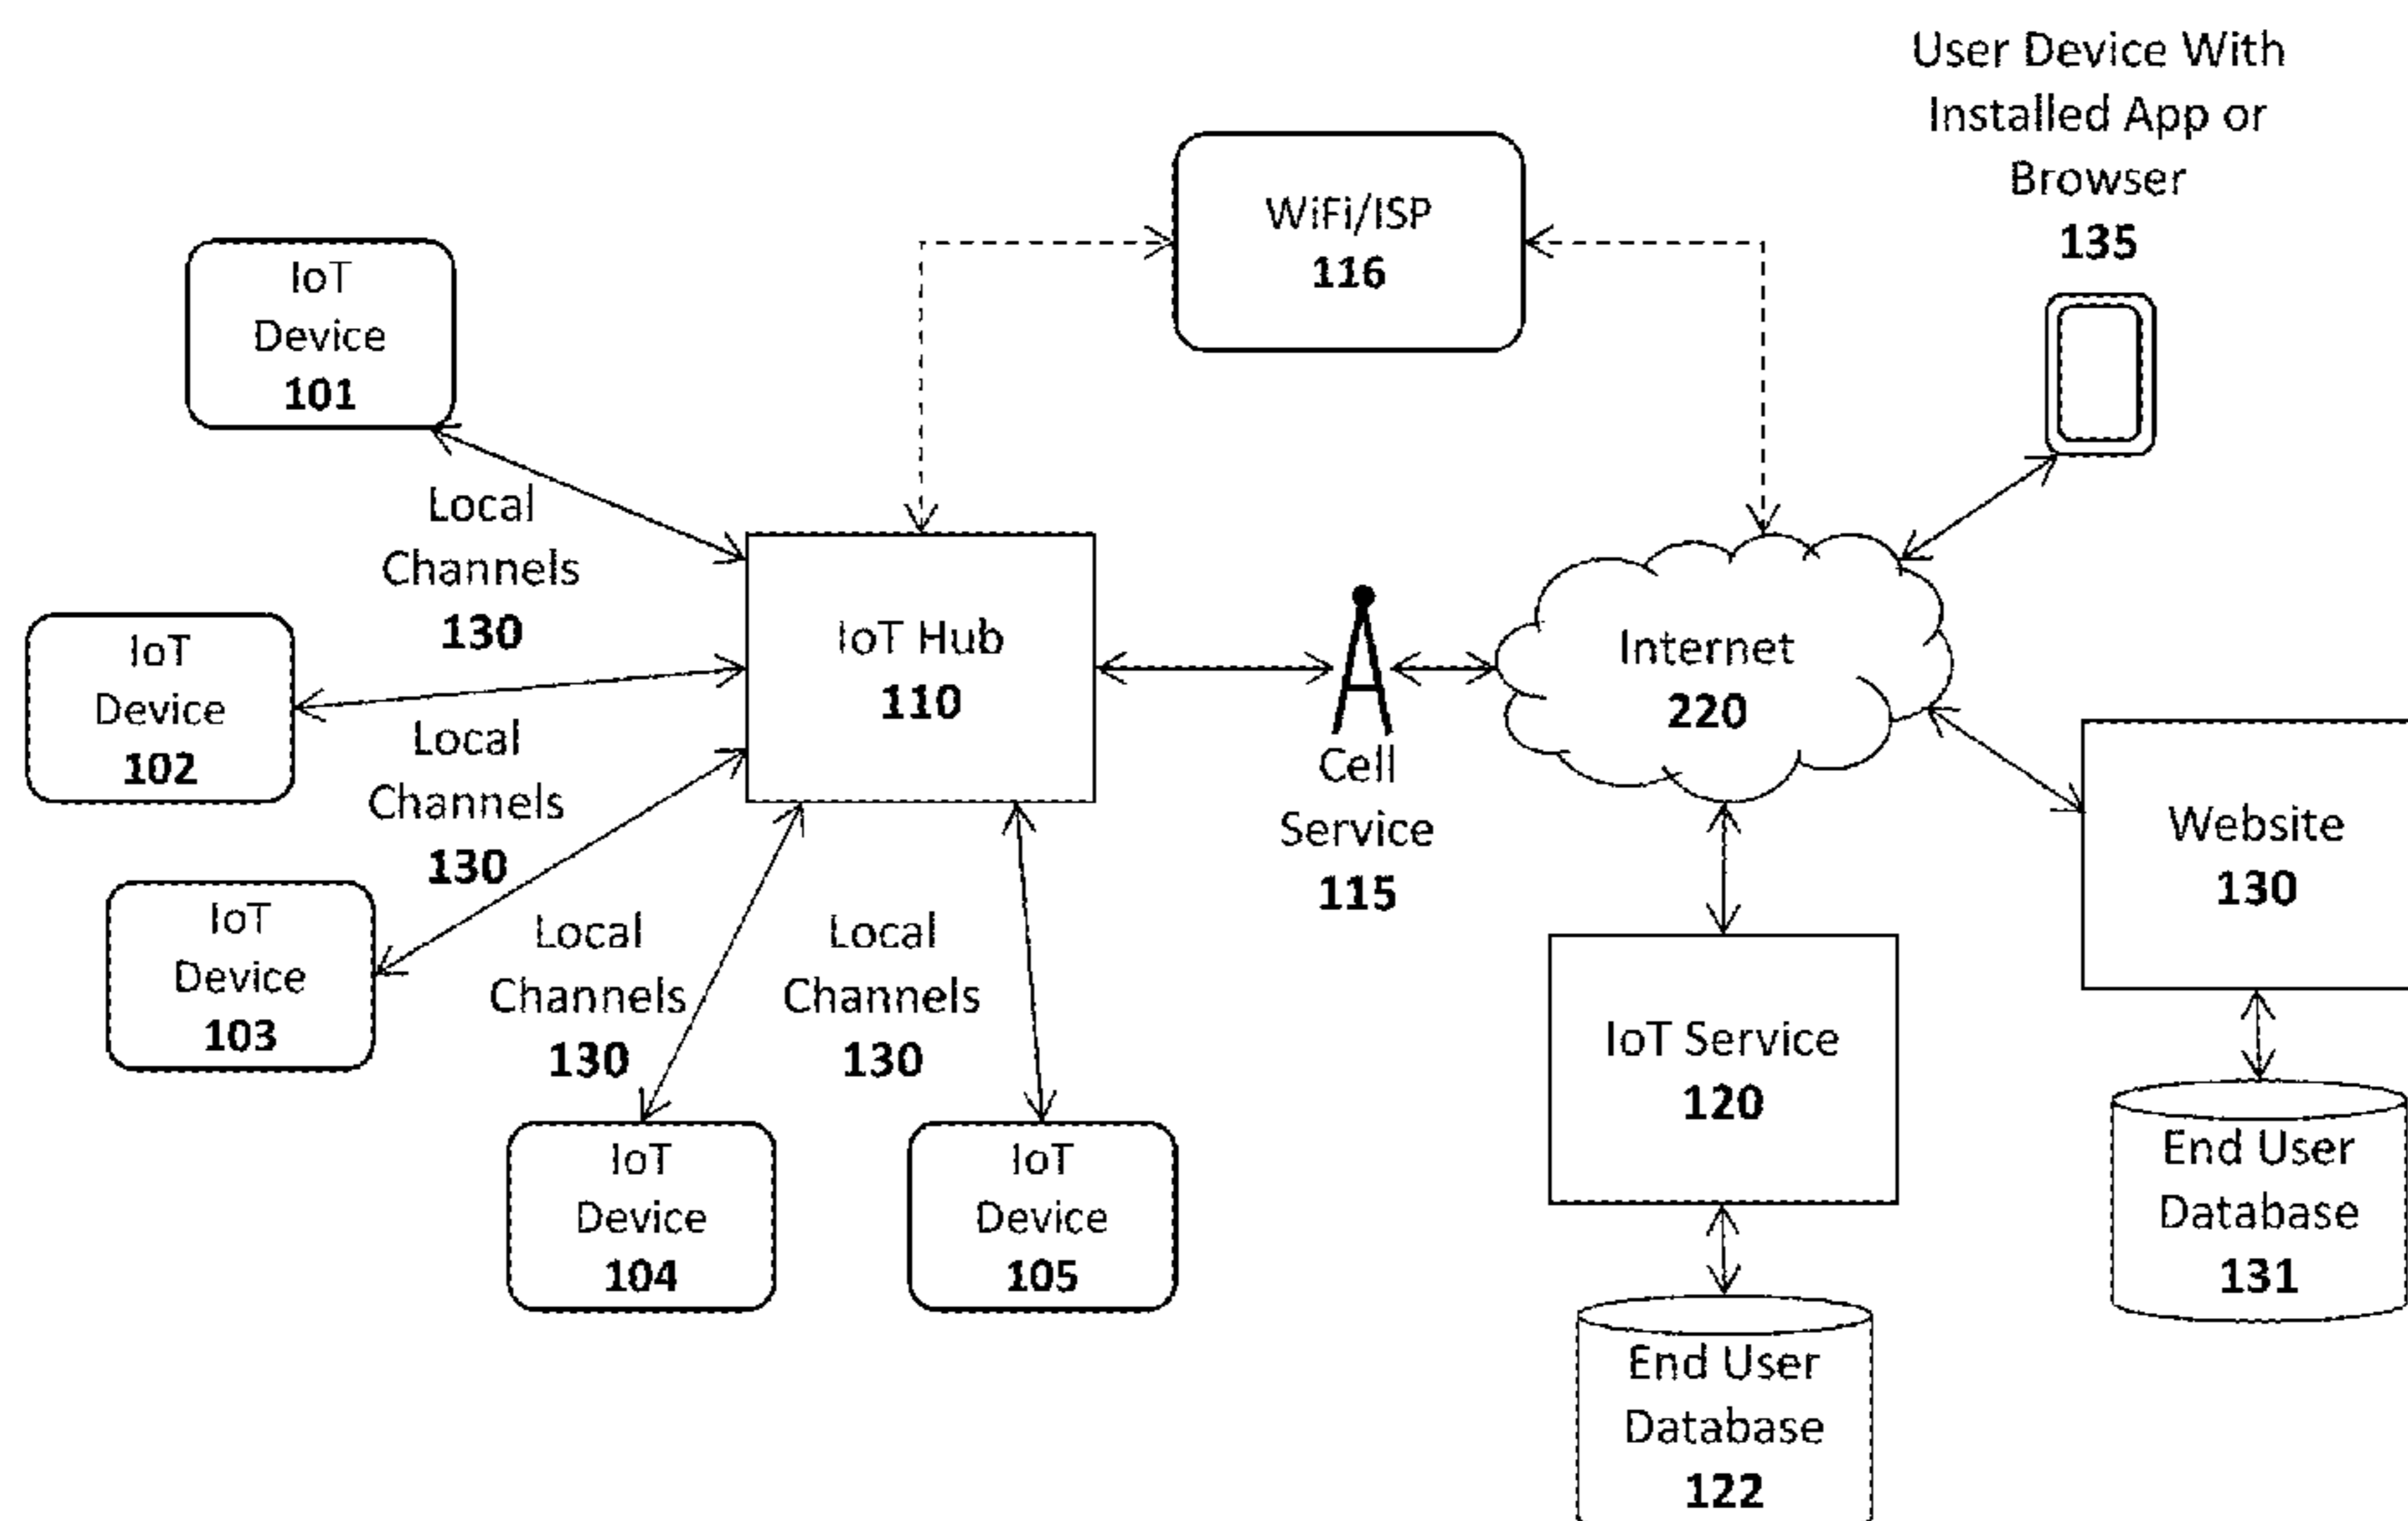 User Device With
Installed App or
Browser
135
WiFi/ISP
116
IoT
Device
101
Local
Channels
130
IoT Hub
110
Internet
220
IoT
Device
102
Local
Channels
130
Cell
Service
115
Website
130
IoT
Device
103
Local
Channels
130
Local
Channels
130
IoT Service
120
End User
Database
131
IoT
Device
104
IoT
Device
105
End User
Database
122